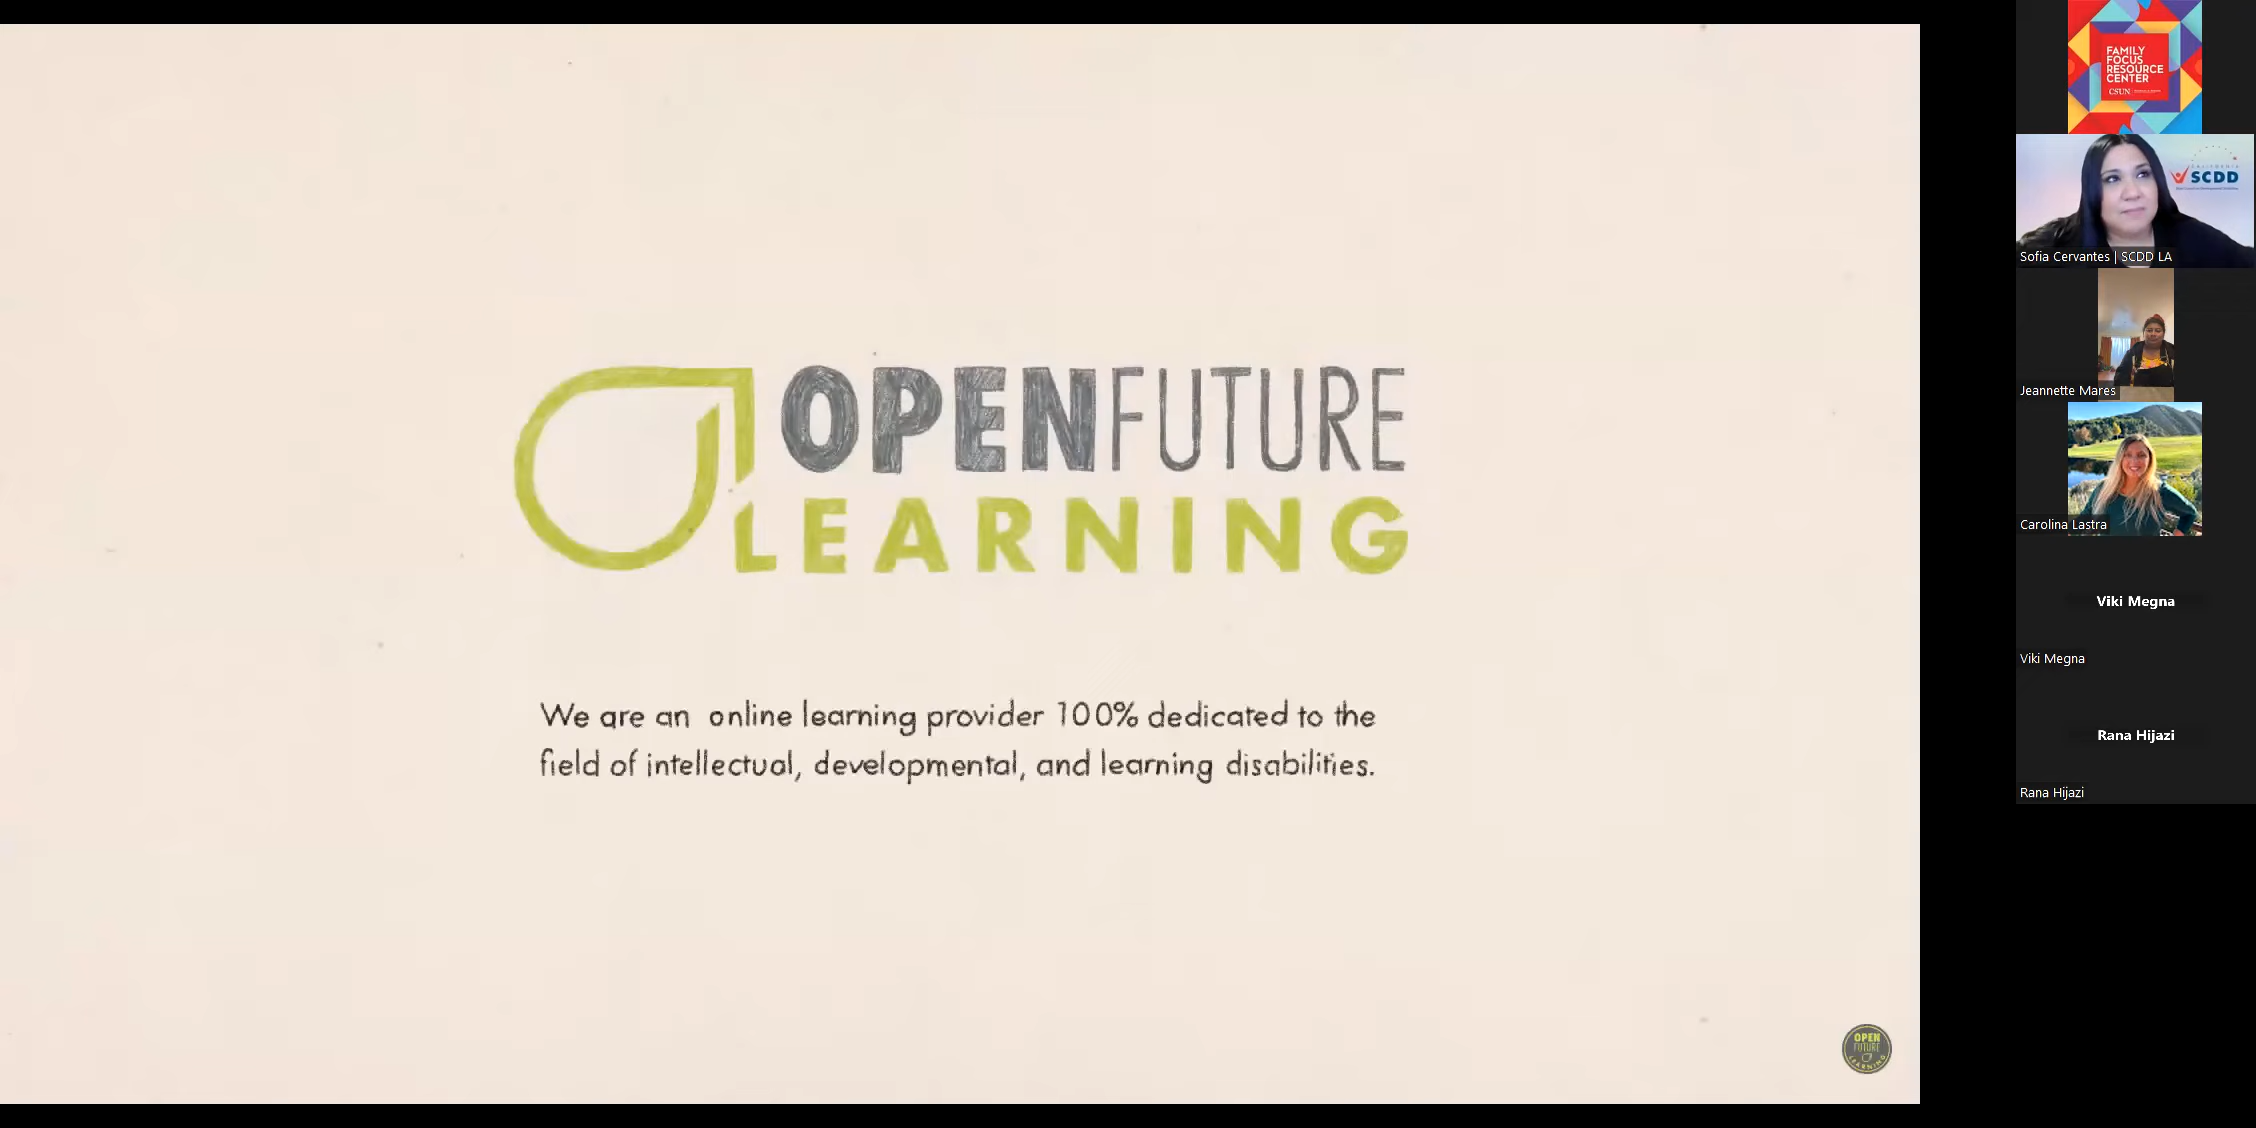 OPENFUTURE
LEARNING
We are an online learning provider 100% dedicated to the
field of intellectual, developmental, and learning disabilities.
OPEN
FUTURE
LEARNING
FAMILY
FOCUS
RESOURCE
CENTER
CSUN
CALIFORNIA
SCDD
Sofia Cervantes | SCDD LA
Jeannette Mares
Carolina Lastra
Viki Megna
Viki Megna
Rana Hijazi
Rana Hijazi